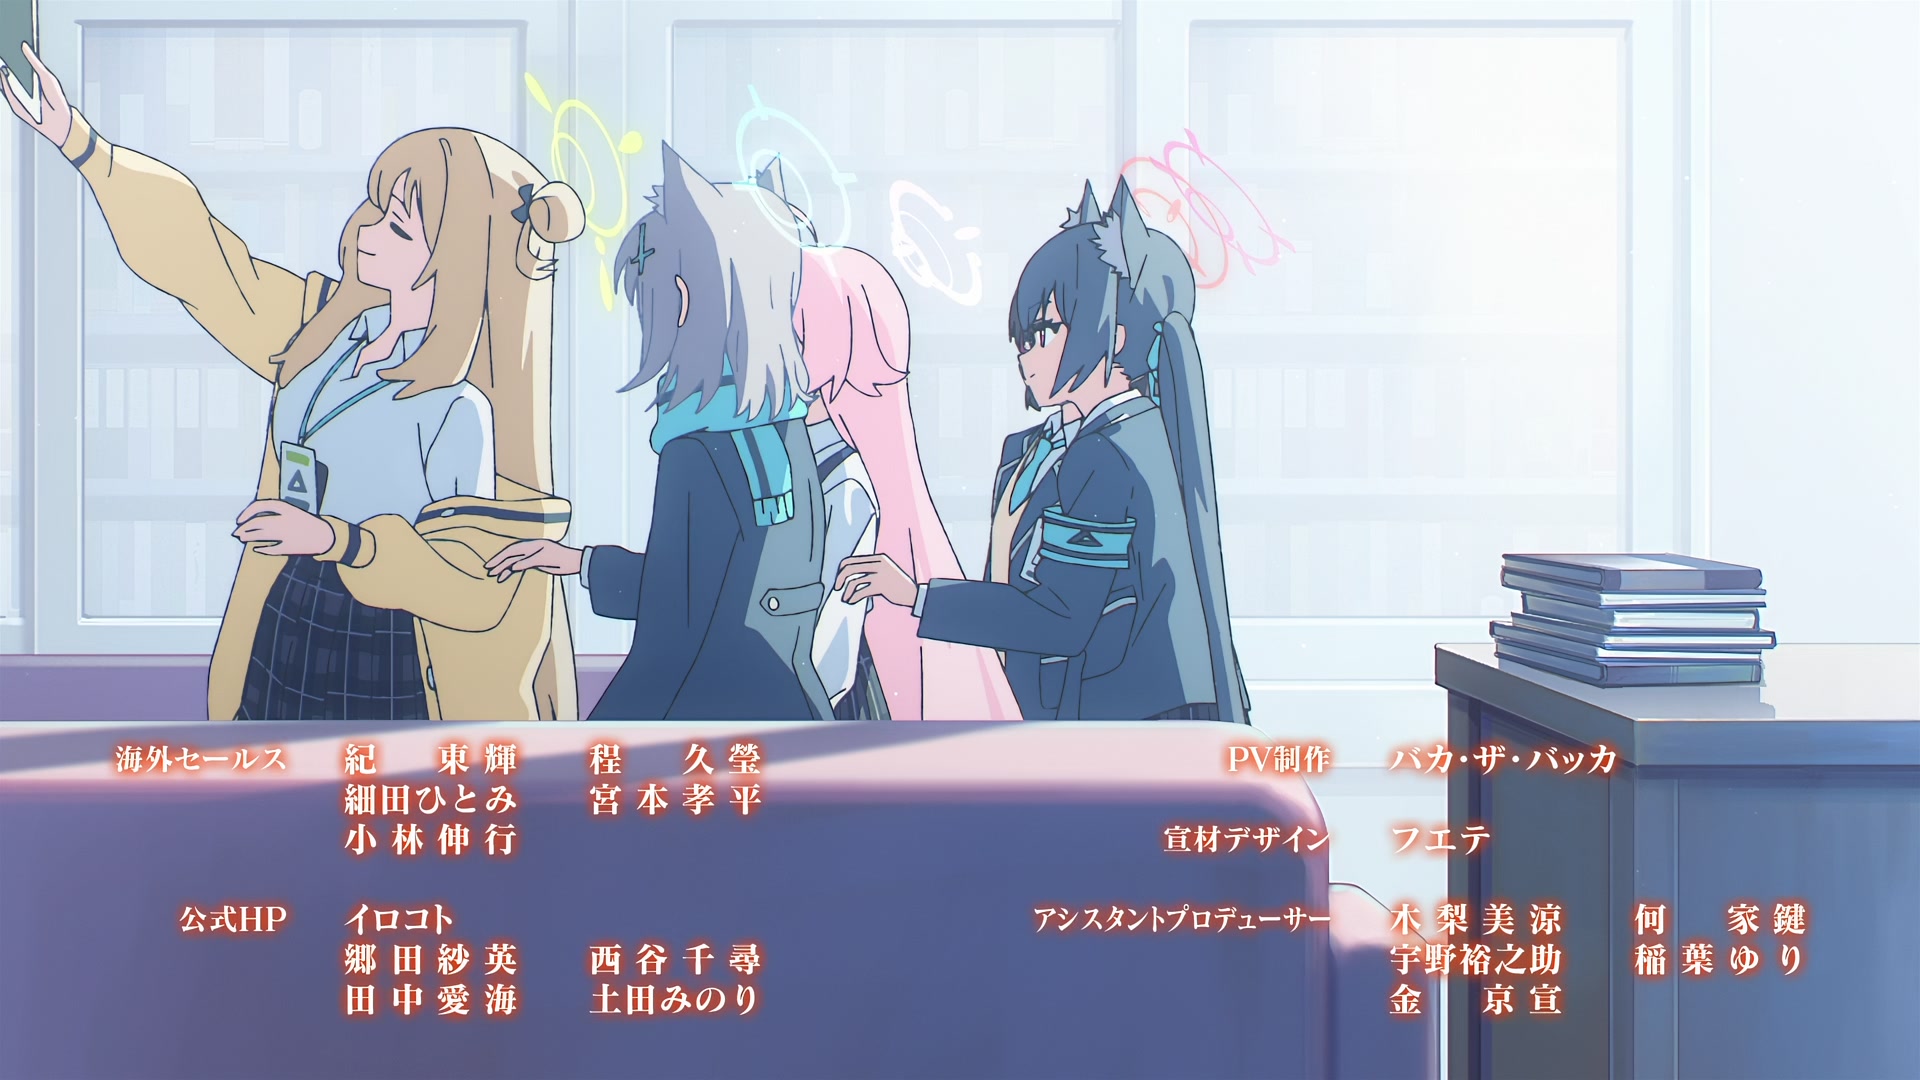 海外セールス 紀東輝 程久瑩
細田ひとみ 宮本孝平
小林伸行
公式HP イロコト
郷田紗英 西谷千尋
田中愛海 土田みのり
PV制作 バカ・ザ・バッカ
宣材デザイン フエテ
アシスタントプロデューサー 木梨美涼 何家鍵
宇野裕之助 稲葉ゆり
金京宣